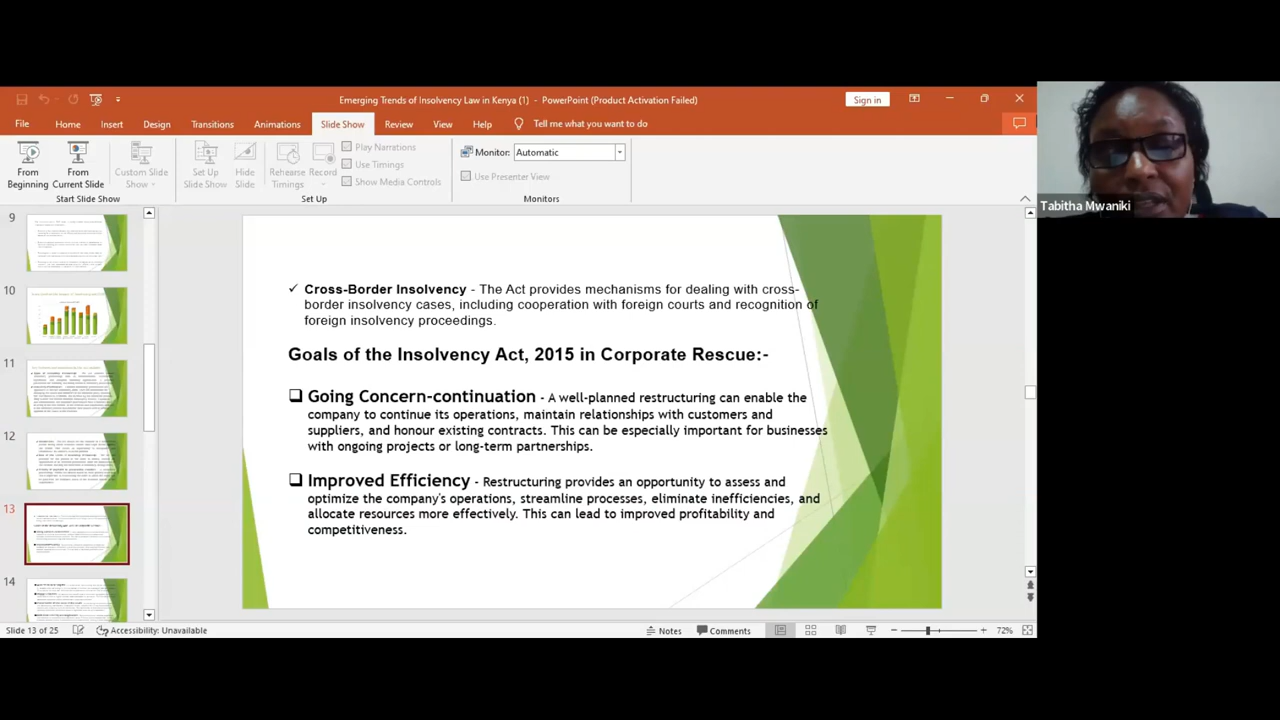 Emerging Trends of Insolvency Law in Kenya (1) - PowerPoint (Product Activation Failed)
Sign in
File Home Insert Design Transitions Animations Slide Show Review View Help Tell me what you want to do
Play Narrations
Use Timings
Show Media Controls
Monitor: Automatic
Use Presenter View
From Beginning
From Current Slide
Custom Slide Show
Set Up Slide Show
Hide Slide
Rehearse Timings
Record
Start Slide Show
Set Up
Monitors
Tabitha Mwaniki
9
10
11
12
13
14
Cross-Border Insolvency - The Act provides mechanisms for dealing with cross-
border insolvency cases, including cooperation with foreign courts and recognition of
foreign insolvency proceedings.
Goals of the Insolvency Act, 2015 in Corporate Rescue:-
Going Concern-continuation - A well-planned restructuring can enable the
company to continue its operations, maintain relationships with customers and
suppliers, and honour existing contracts. This can be especially important for businesses
with ongoing projects or long-term partnerships.
Improved Efficiency - Restructuring provides an opportunity to assess and
optimize the company's operations, streamline processes, eliminate inefficiencies, and
allocate resources more effectively. This can lead to improved profitability and
competitiveness.
Slide 13 of 25
Accessibility: Unavailable
Notes
Comments
72%